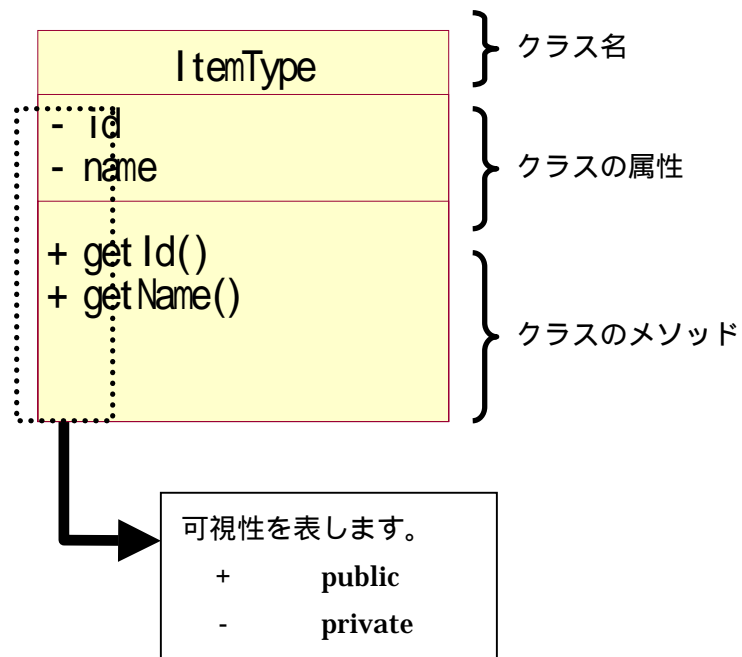 クラス名
ItemType
- id
- name
クラスの属性
+ getId()
+ getName()
クラスのメソッド
可視性を表します。
+ public
- private